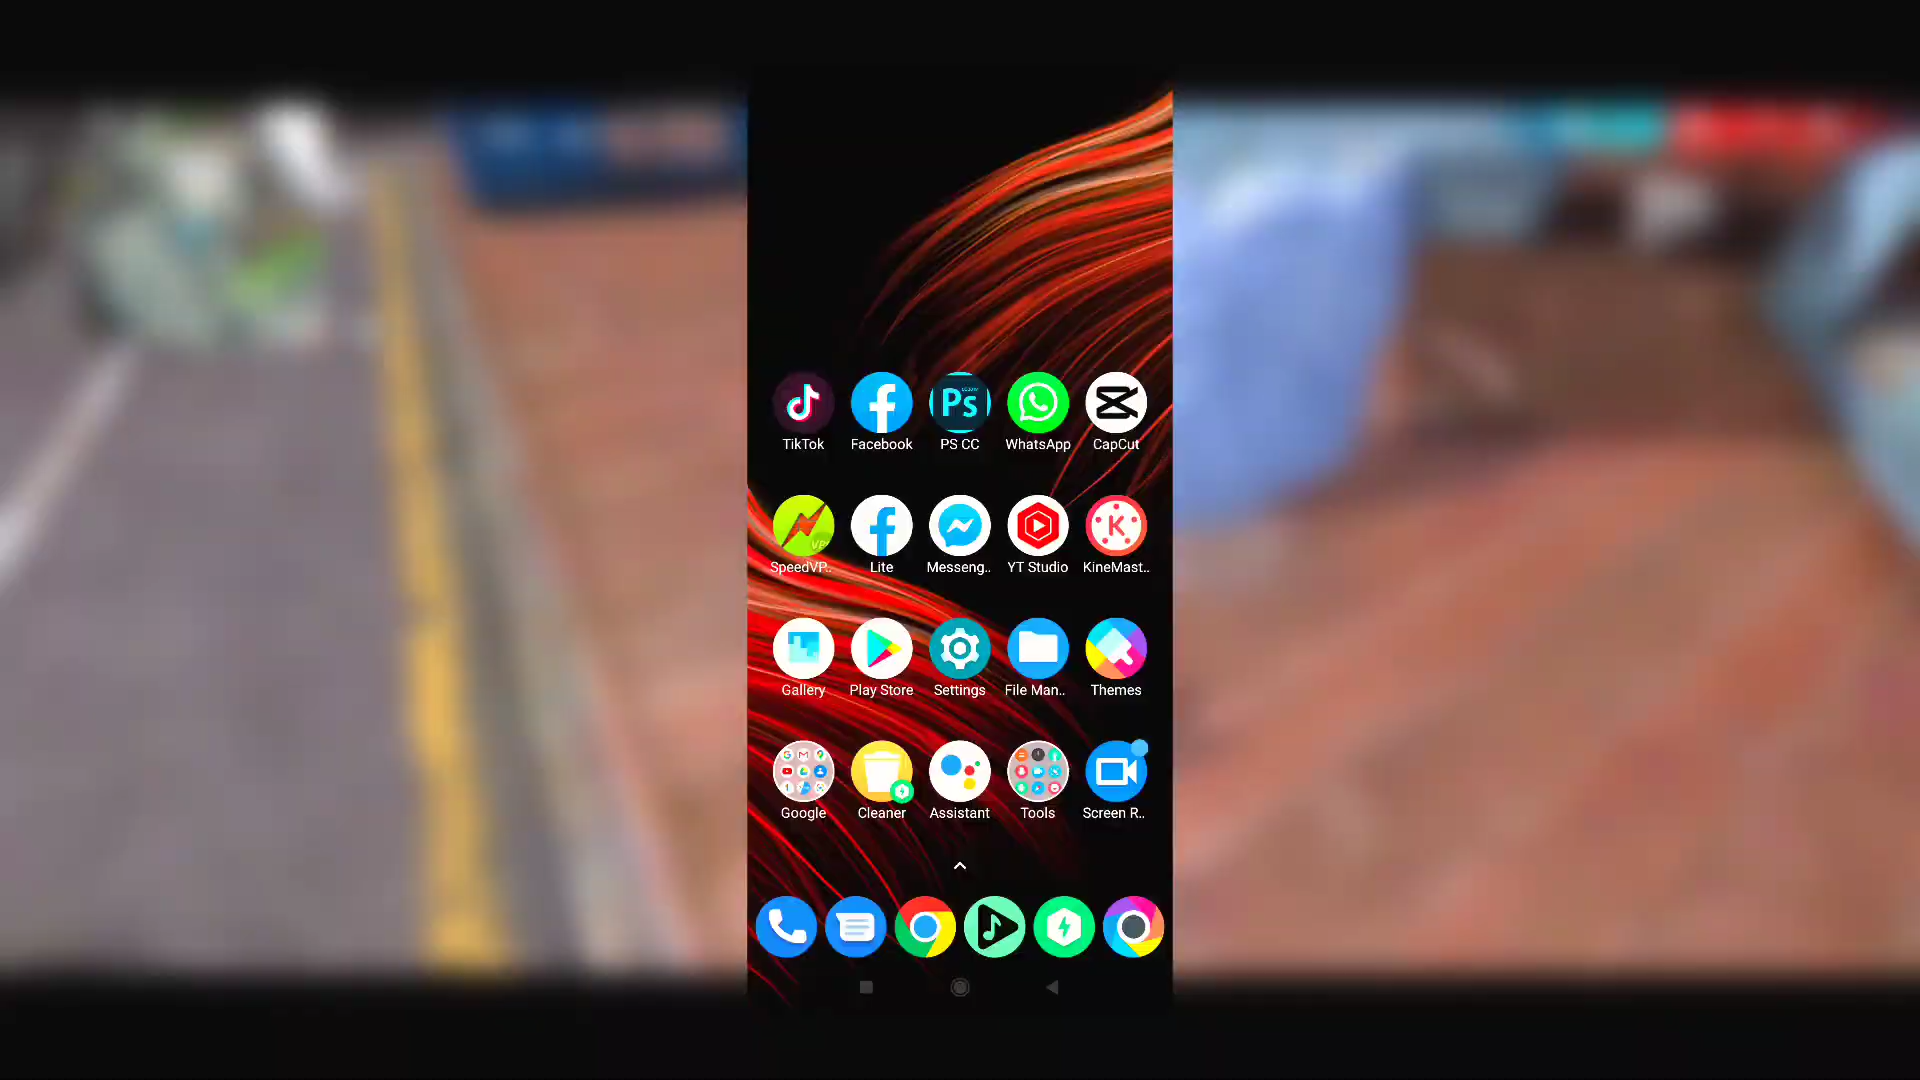 TikTok Facebook PS CC WhatsApp CapCut
SpeedVP.. Lite Messeng.. YT Studio KineMast..
Gallery Play Store Settings File Man.. Themes
Google Cleaner Assistant Tools Screen R..